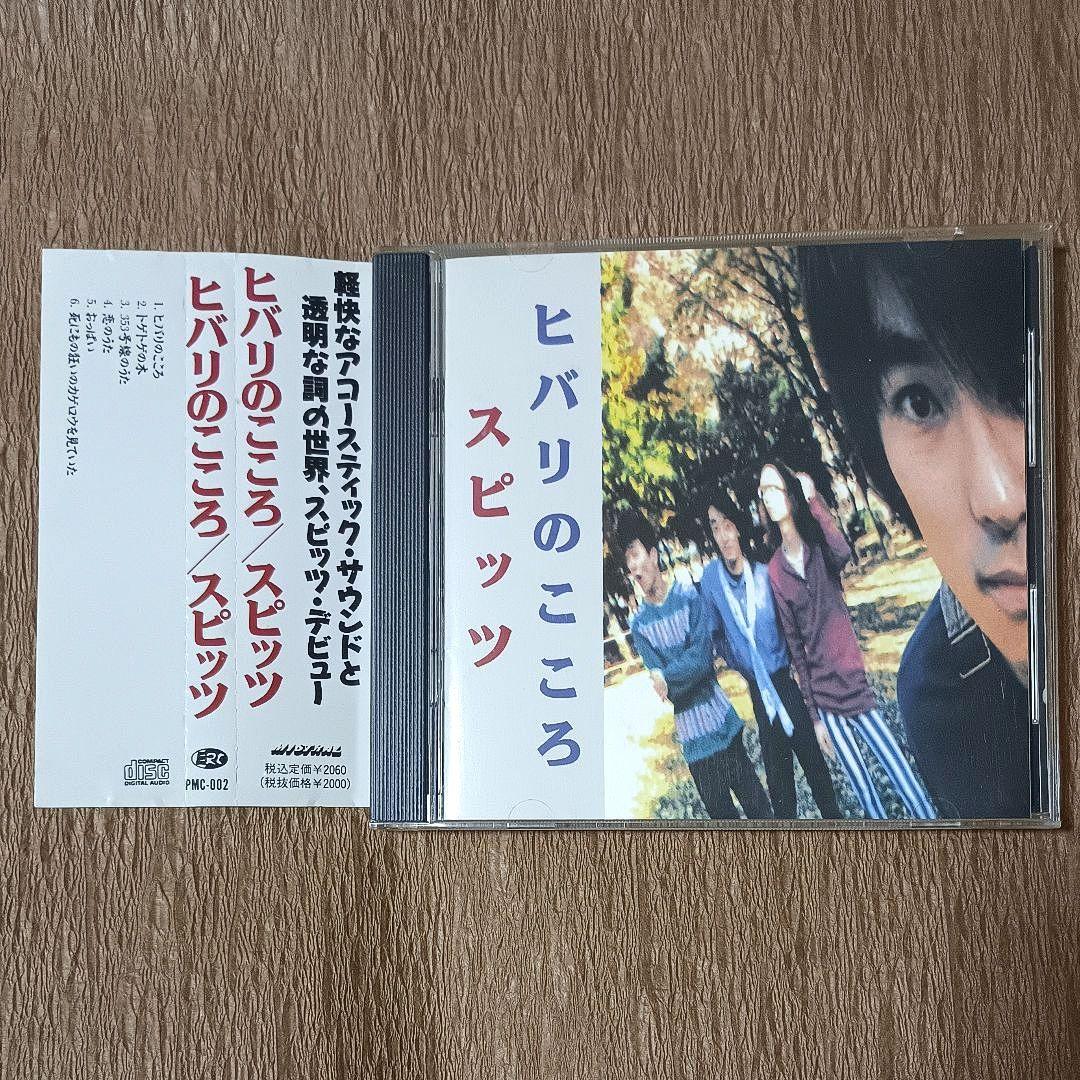 軽快なアコースティック・サウンドと
透明な詞の世界、スピッツ・デビュー
ヒバリのこころ/スピッツ
ヒバリのこころ/スピッツ
1. ヒバリのこころ
2. トゲトゲの木
3. 353号線のうた
4. 恋のうた
5. おっぱい
6. 死にもの狂いのカゲロウを見ていた
COMPACT
disc
DIGITAL AUDIO
PMC-002
MISTRAL
税込定価¥2060
(税抜価格¥2000)
ヒバリのこころ
スピッツ